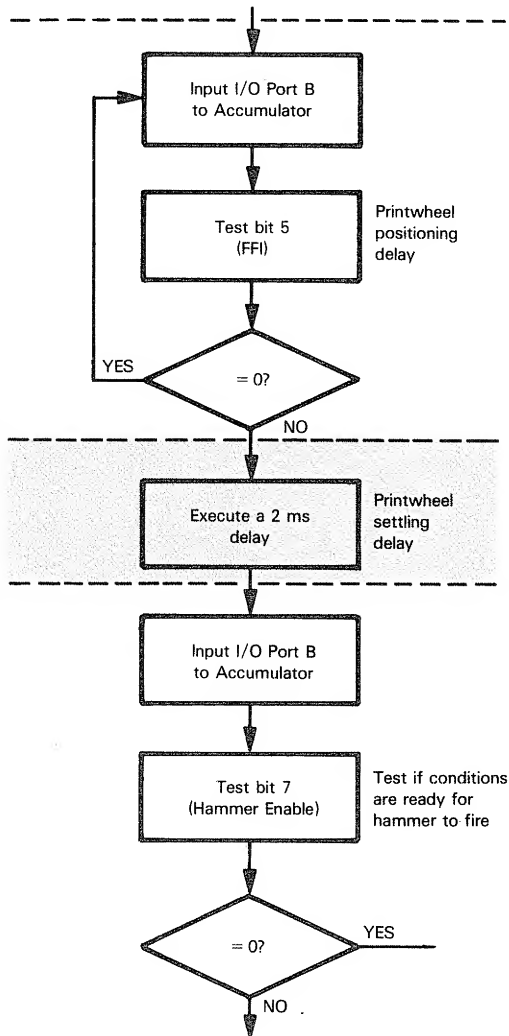 Input I/O Port B
to Accumulator
Test bit 5
(FFI)
Printwheel
positioning
delay
YES
= 0?
NO
Execute a 2 ms
delay
Printwheel
settling
delay
Input I/O Port B
to Accumulator
Test bit 7
(Hammer Enable)
Test if conditions
are ready for
hammer to fire
= 0?
YES
NO